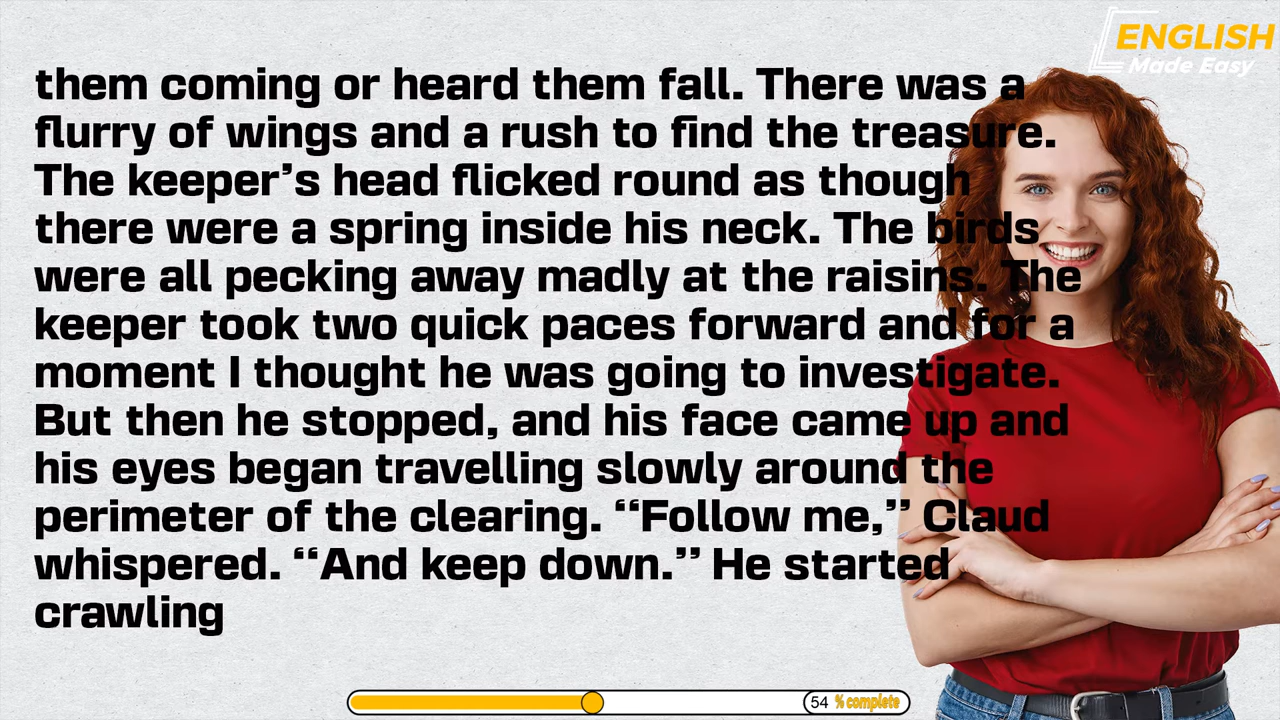 ENGLISH
Made Easy
them coming or heard them fall. There was a
flurry of wings and a rush to find the treasure.
The keeper’s head flicked round as though
there were a spring inside his neck. The birds
were all pecking away madly at the raisins. The
keeper took two quick paces forward and for a
moment I thought he was going to investigate.
But then he stopped, and his face came up and
his eyes began travelling slowly around the
perimeter of the clearing. “Follow me,” Claud
whispered. “And keep down.” He started
crawling
54 % complete